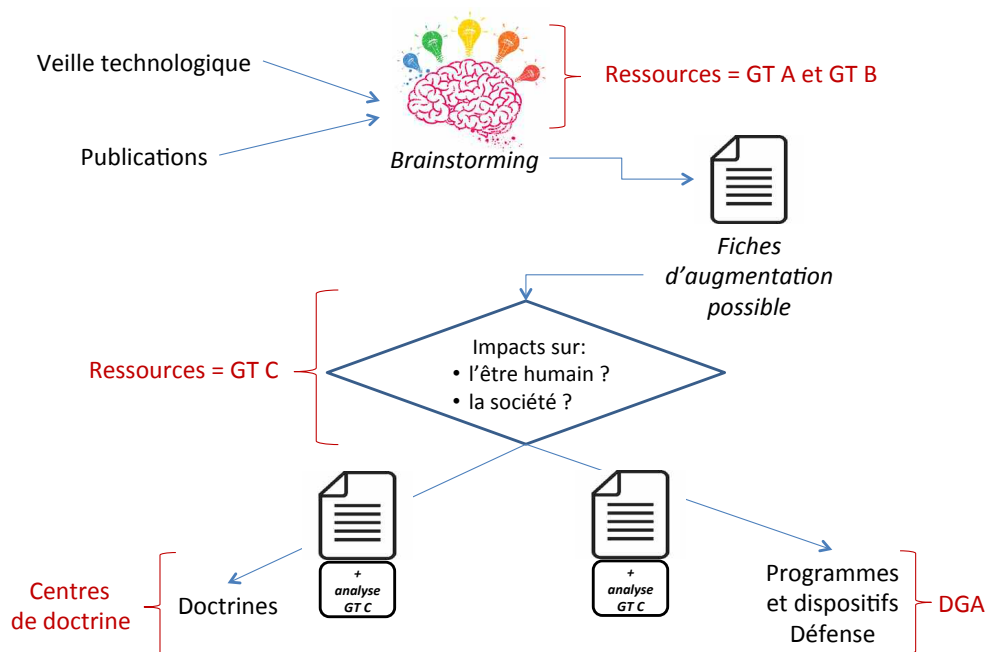 Veille technologique
Publications
Brainstorming
Ressources = GT A et GT B
Fiches
d’augmentation
possible
Ressources = GT C
Impacts sur:
• l’être humain ?
• la société ?
+
analyse
GT C
+
analyse
GT C
Centres
de doctrine
Doctrines
Programmes
et dispositifs
Défense
DGA